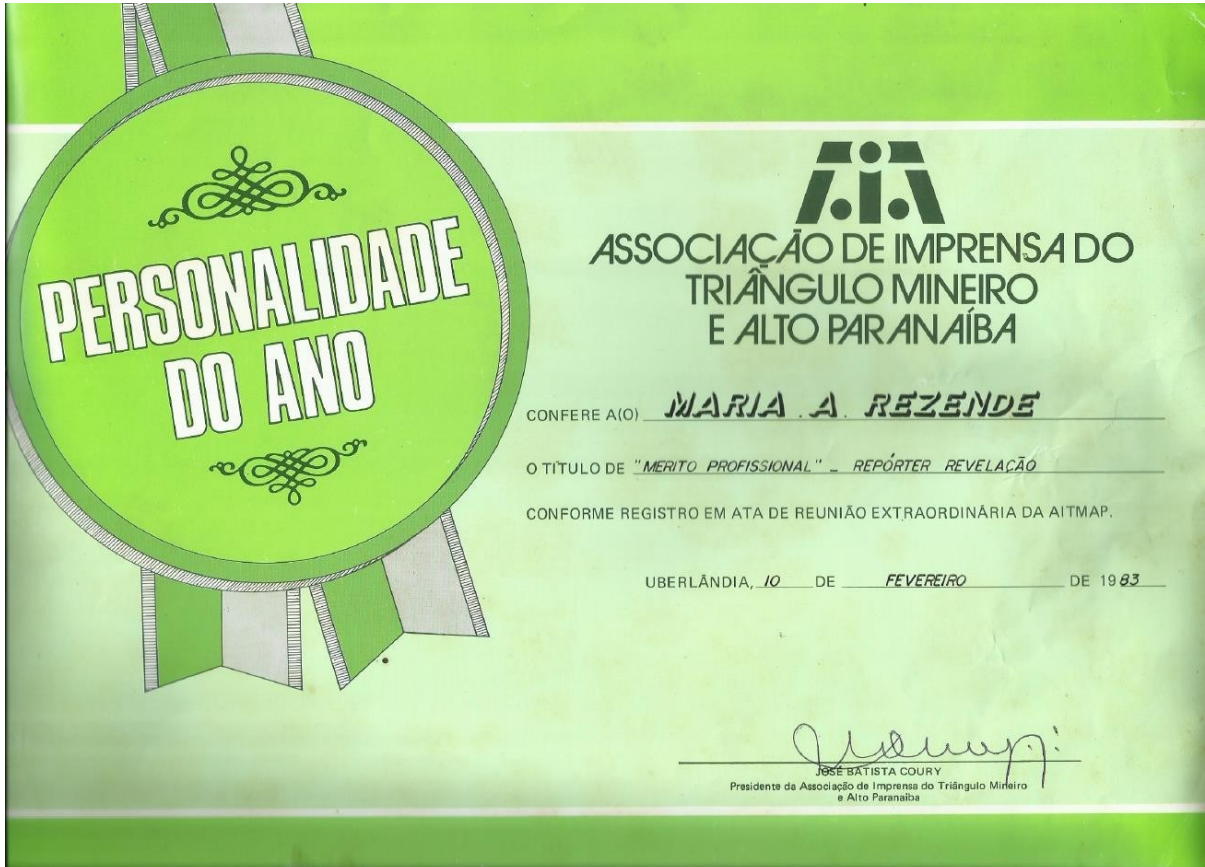 PERSONALIDADE
DO ANO
AIA
ASSOCIAÇÃO DE IMPRENSA DO
TRIÂNGULO MINEIRO
E ALTO PARANAÍBA
CONFERE A(O) MARIA . A. REZENDE
O TÍTULO DE "MERITO PROFISSIONAL" _ REPÓRTER REVELAÇÃO
CONFORME REGISTRO EM ATA DE REUNIÃO EXTRAORDINÁRIA DA AITMAP.
UBERLÂNDIA, 10 DE FEVEREIRO DE 1983
JOSÉ BATISTA COURY
Presidente da Associação de Imprensa do Triângulo Mineiro
e Alto Paranaíba